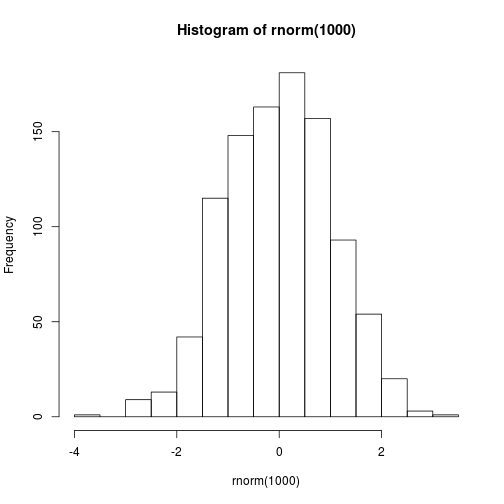 Histogram of rnorm(1000)
Frequency
150
100
50
0
-4 -2 0 2
rnorm(1000)